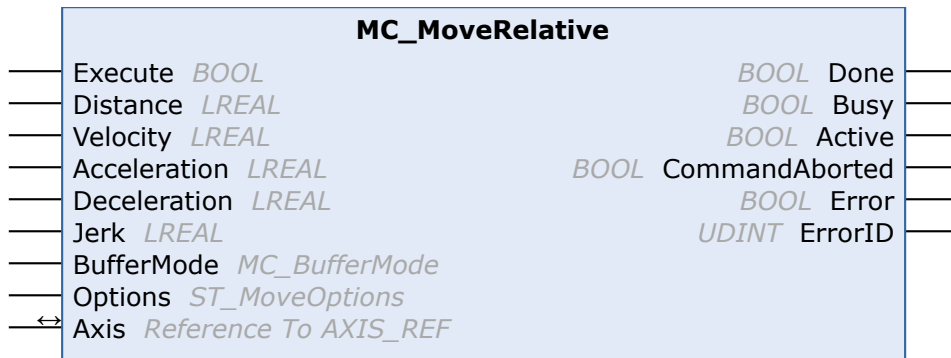 MC_MoveRelative
Execute BOOL BOOL Done
Distance LREAL BOOL Busy
Velocity LREAL BOOL Active
Acceleration LREAL BOOL CommandAborted
Deceleration LREAL BOOL Error
Jerk LREAL UDINT ErrorID
BufferMode MC_BufferMode
Options ST_MoveOptions
↔ Axis Reference To AXIS_REF